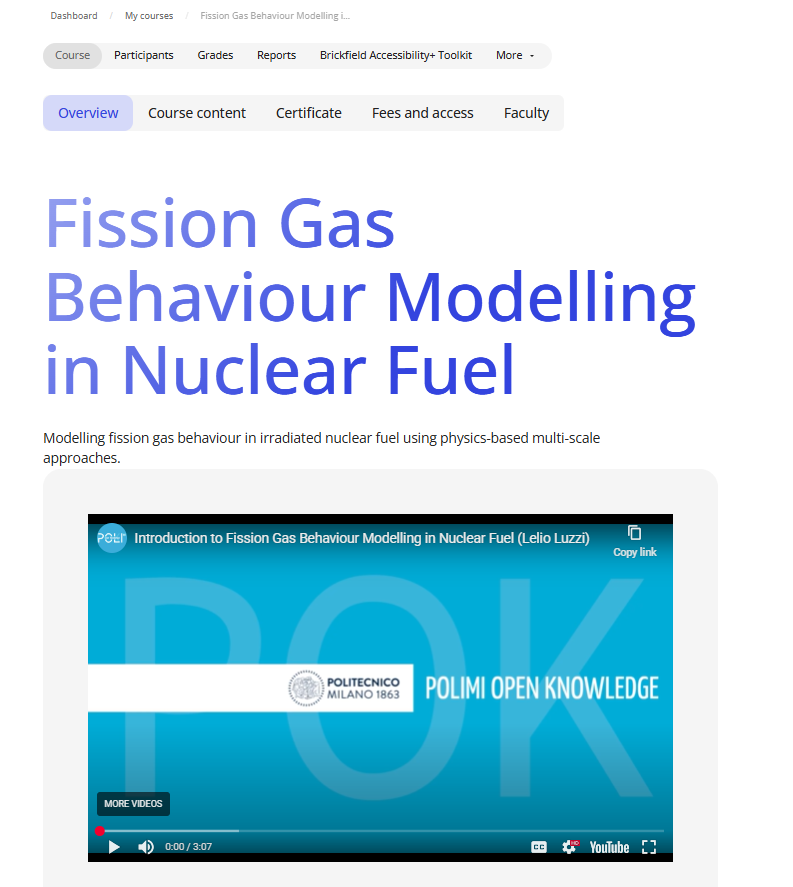 Dashboard / My courses / Fission Gas Behaviour Modelling i...
Course Participants Grades Reports Brickfield Accessibility+ Toolkit More
Overview Course content Certificate Fees and access Faculty
Fission Gas
Behaviour Modelling
in Nuclear Fuel
Modelling fission gas behaviour in irradiated nuclear fuel using physics-based multi-scale
approaches.
Introduction to Fission Gas Behaviour Modelling in Nuclear Fuel (Lelio Luzzi)
Copy link
POK
POLITECNICO
MILANO 1863
POLIMI OPEN KNOWLEDGE
MORE VIDEOS
0:00 / 3:07
CC
HD
YouTube